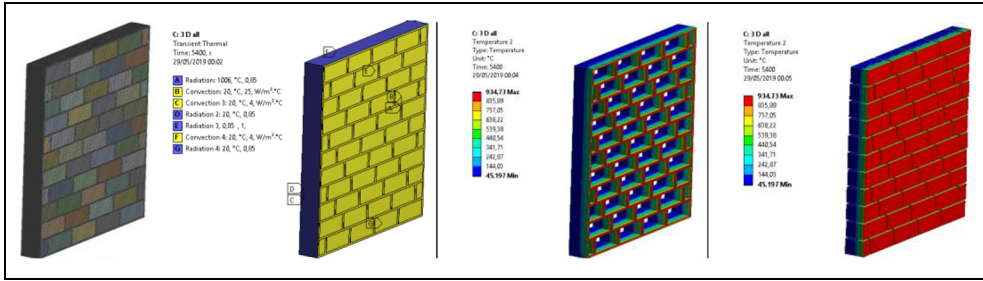 C: 3 D all
Transient Thermal
Time: 5400, s
29/05/2019 00:02
A Radiation: 1006, °C, 0,85
B Convection: 20, °C, 25, W/m²·°C
C Convection 3: 20, °C, 4, W/m²·°C
D Radiation 2: 20, °C, 0,85
E Radiation 3, 0,85 , 1,
F Convection 4: 20, °C, 4, W/m²·°C
G Radiation 4: 20, °C, 0,85
E
B
A
D
C
G
C: 3 D all
Temperature 2
Type: Temperature
Unit: °C
Time: 5400
29/05/2019 00:04
934,73 Max
835,89
737,05
638,22
539,38
440,54
341,71
242,87
144,03
45,197 Min
C: 3 D all
Temperature 2
Type: Temperature
Unit: °C
Time: 5400
29/05/2019 00:05
934,73 Max
835,89
737,05
638,22
539,38
440,54
341,71
242,87
144,03
45,197 Min